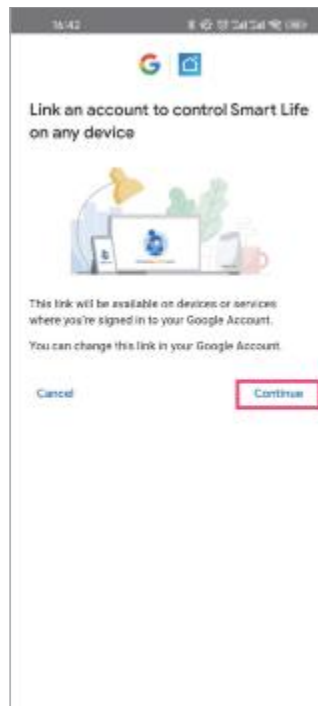 16:42
Link an account to control Smart Life
on any device
This link will be available on devices or services
where you're signed in to your Google Account.
You can change this link in your Google Account.
Cancel
Continue